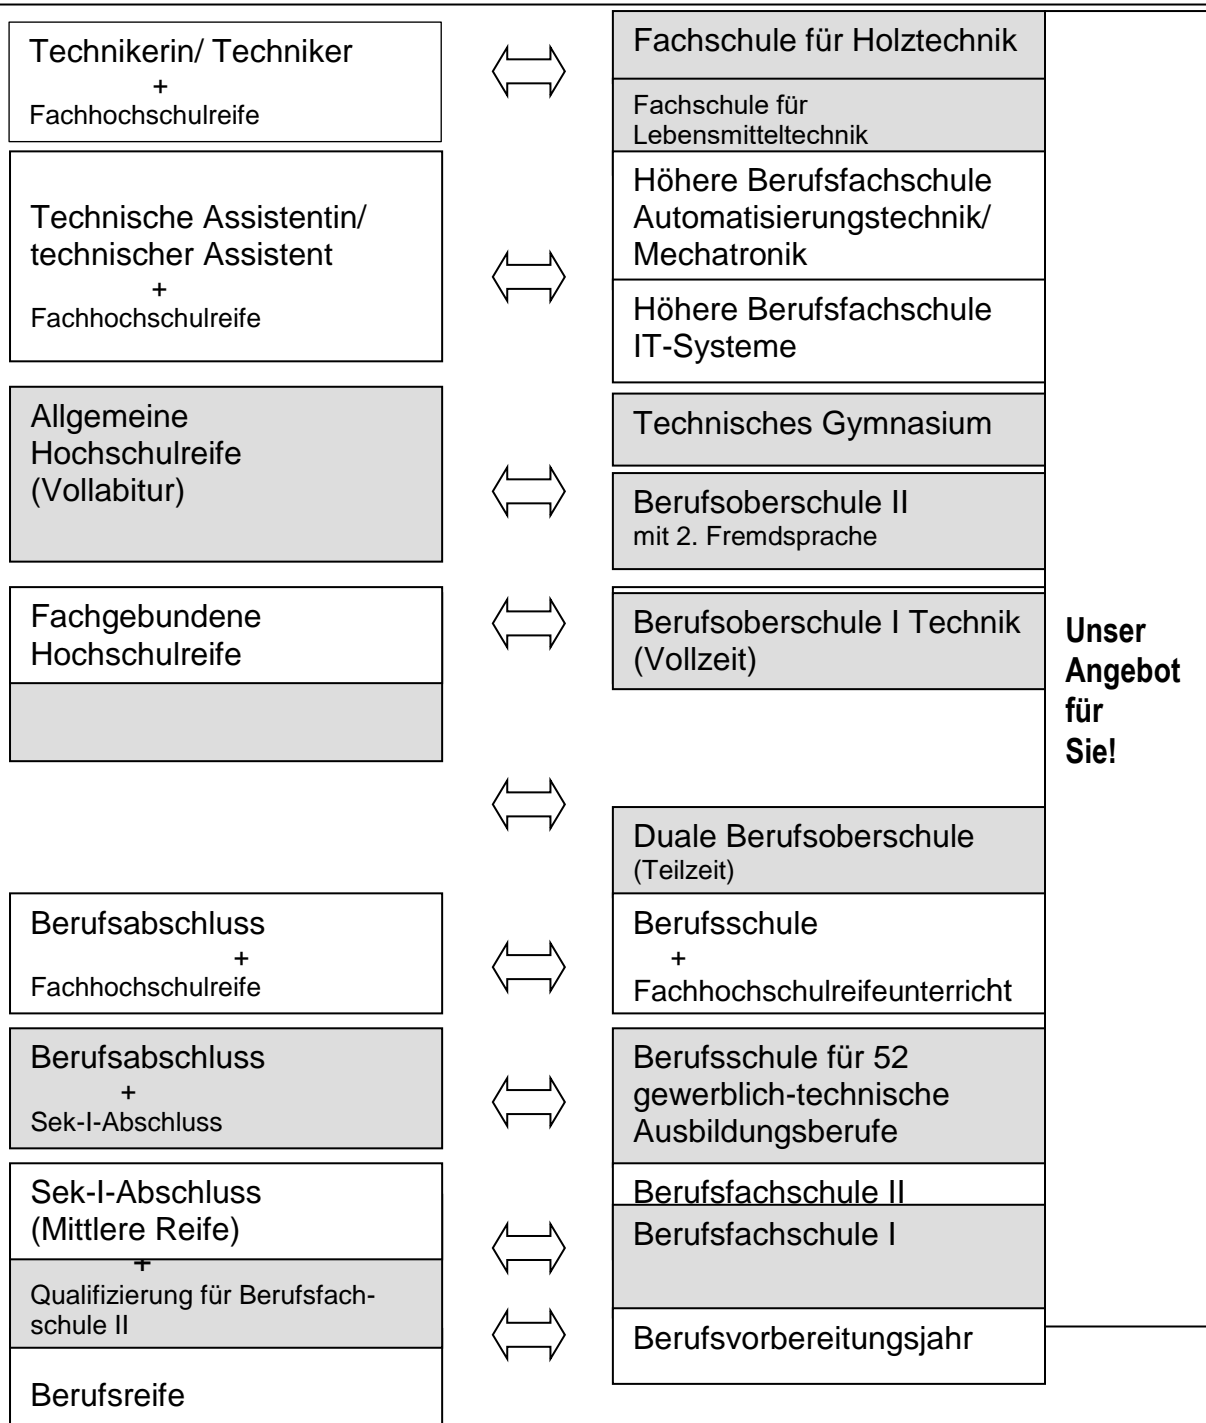 Technikerin/ Techniker
+
Fachhochschulreife
Fachschule für Holztechnik
Fachschule für
Lebensmitteltechnik
Technische Assistentin/
technischer Assistent
+
Fachhochschulreife
Höhere Berufsfachschule
Automatisierungstechnik/
Mechatronik
Höhere Berufsfachschule
IT-Systeme
Allgemeine
Hochschulreife
(Vollabitur)
Technisches Gymnasium
Berufsoberschule II
mit 2. Fremdsprache
Fachgebundene
Hochschulreife
Berufsoberschule I Technik
(Vollzeit)
Unser
Angebot
für
Sie!
Duale Berufsoberschule
(Teilzeit)
Berufsabschluss
+
Fachhochschulreife
Berufsschule
+
Fachhochschulreifeunterricht
Berufsabschluss
+
Sek-I-Abschluss
Berufsschule für 52
gewerblich-technische
Ausbildungsberufe
Sek-I-Abschluss
(Mittlere Reife)
Berufsfachschule II
Berufsfachschule I
+
Qualifizierung für Berufsfach-
schule II
Berufsvorbereitungsjahr
Berufsreife